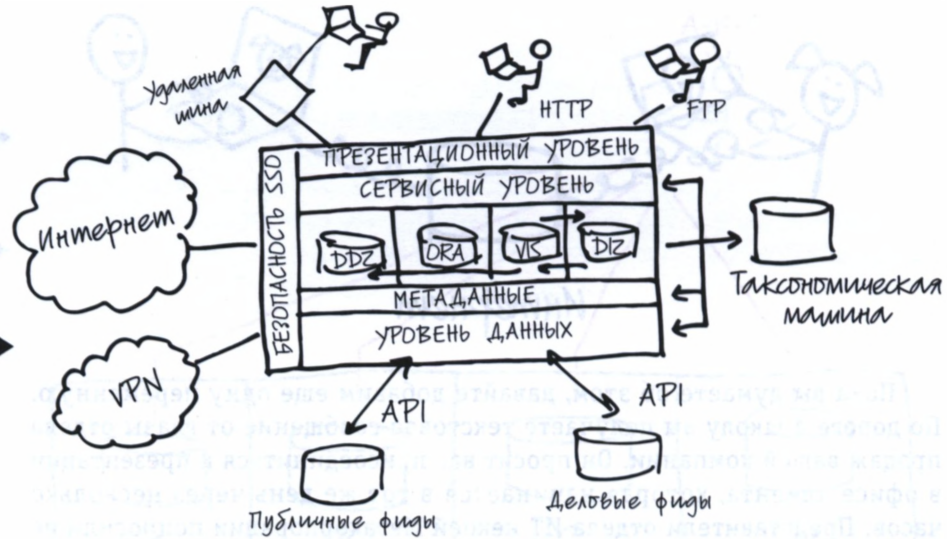 Удаленная
шина
HTTP
FTP
ПРЕЗЕНТАЦИОННЫЙ УРОВЕНЬ
СЕРВИСНЫЙ УРОВЕНЬ
БЕЗОПАСНОСТЬ SSO
Интернет
DDZ
ORA
VIS
DIZ
МЕТАДАННЫЕ
УРОВЕНЬ ДАННЫХ
Таксономическая
машина
VPN
API
API
Публичные фиды
Деловые фиды